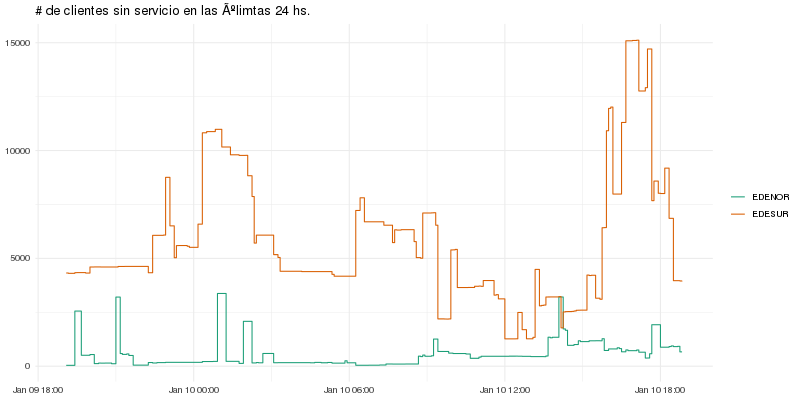 # de clientes sin servicio en las Ãºlimtas 24 hs.
15000
10000
5000
0
Jan 09 18:00
Jan 10 00:00
Jan 10 06:00
Jan 10 12:00
Jan 10 18:00
EDENOR
EDESUR